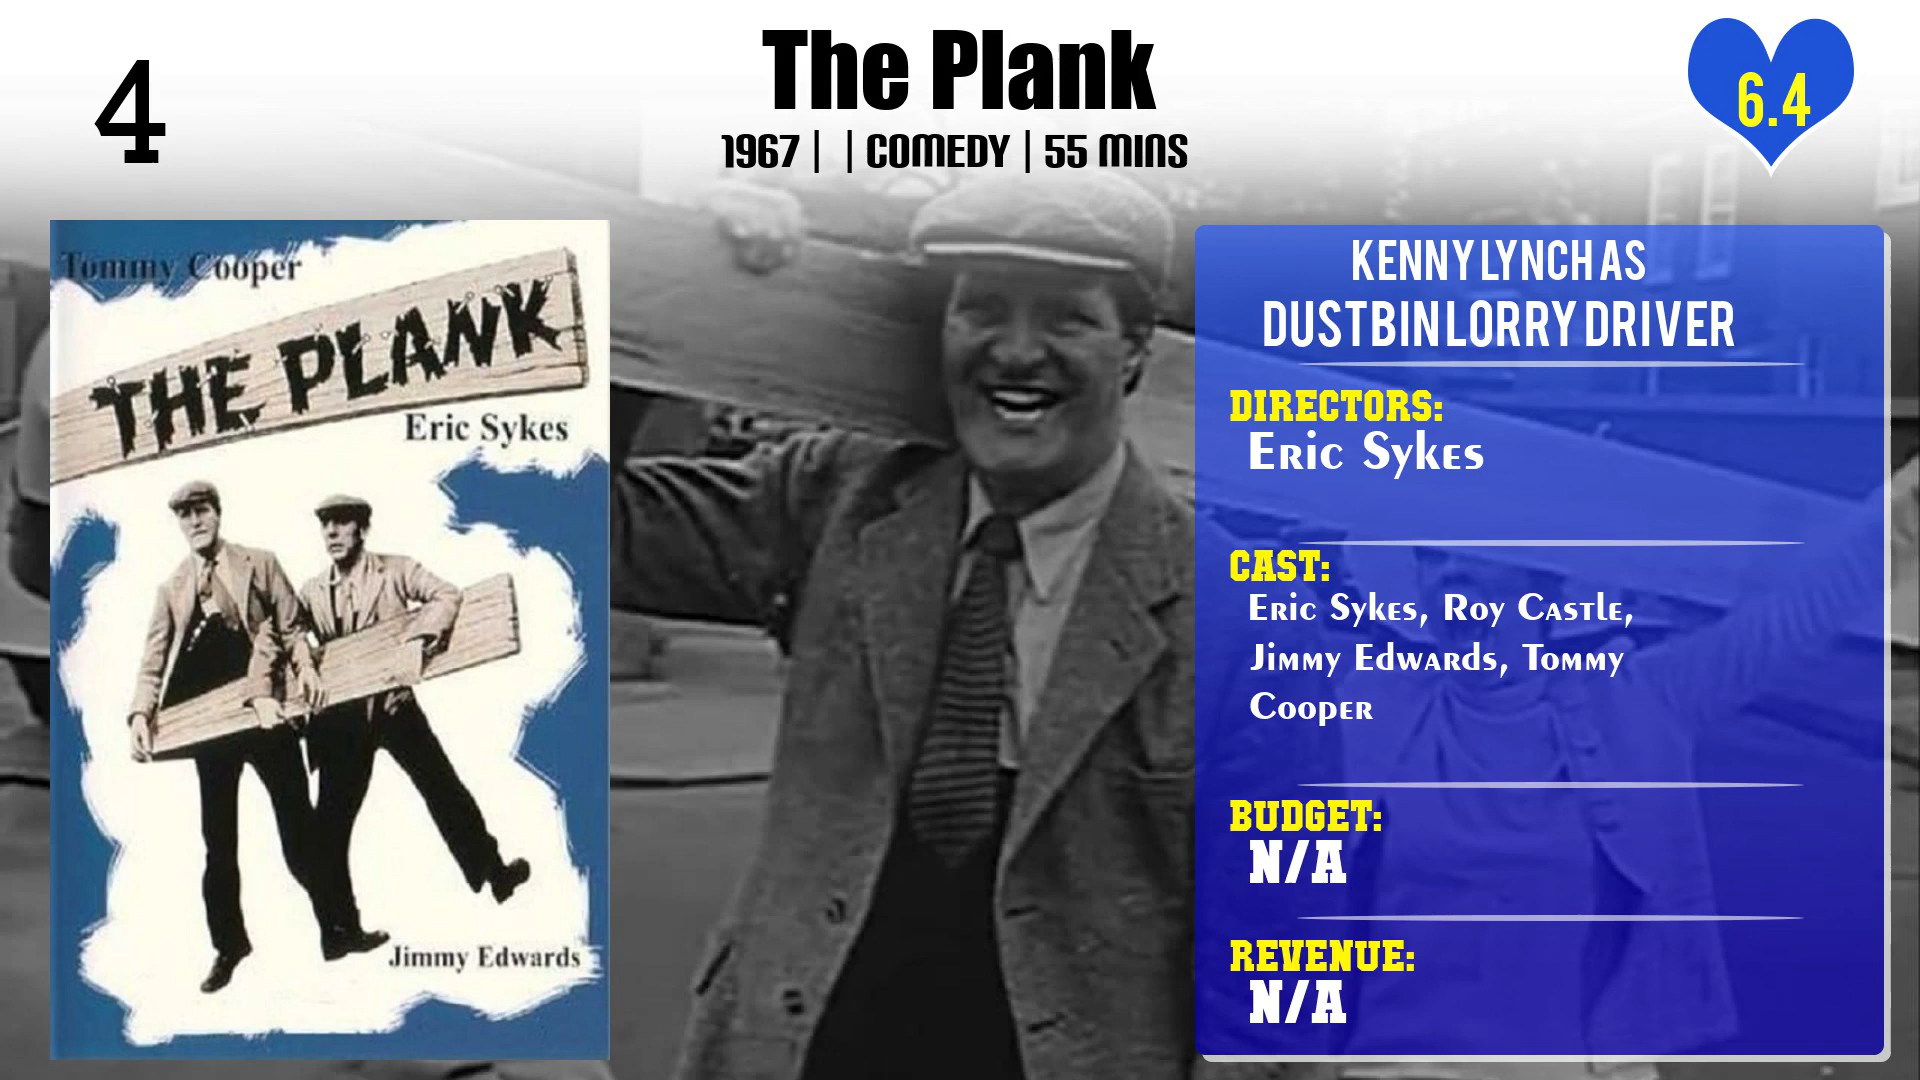 4
The Plank
1967 | | COMEDY | 55 MINS
6.4
Tommy Cooper
THE PLANK
Eric Sykes
Jimmy Edwards
KENNY LYNCH AS
DUSTBIN LORRY DRIVER
DIRECTORS:
Eric Sykes
CAST:
Eric Sykes, Roy Castle,
Jimmy Edwards, Tommy
Cooper
BUDGET:
N/A
REVENUE:
N/A